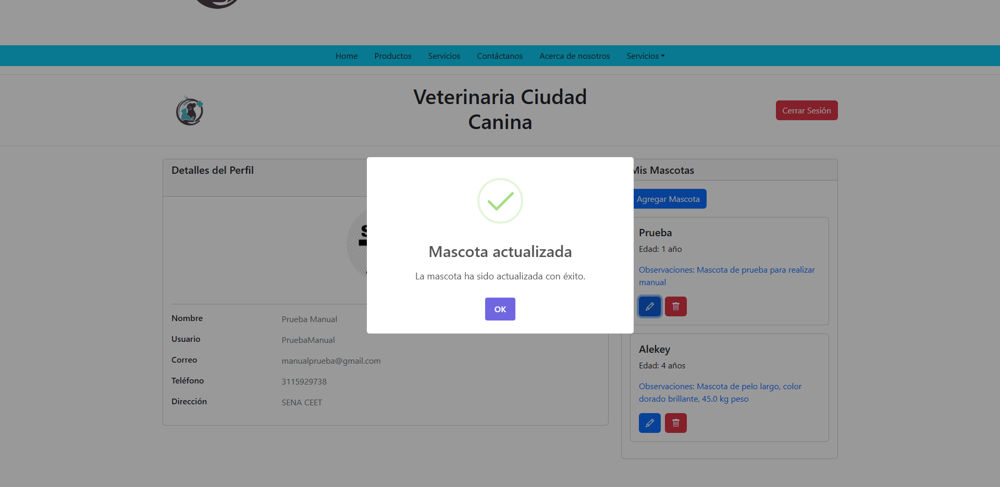 Home Productos Servicios Contáctanos Acerca de nosotros Servicios
Veterinaria Ciudad
Canina
Cerrar Sesión
Detalles del Perfil
Nombre Prueba Manual
Usuario PruebaManual
Correo manualprueba@gmail.com
Teléfono 3115929738
Dirección SENA CEET
Mascota actualizada
La mascota ha sido actualizada con éxito.
OK
Mis Mascotas
Agregar Mascota
Prueba
Edad: 1 año
Observaciones: Mascota de prueba para realizar
manual
Alekey
Edad: 4 años
Observaciones: Mascota de pelo largo, color
dorado brillante, 45.0 kg peso